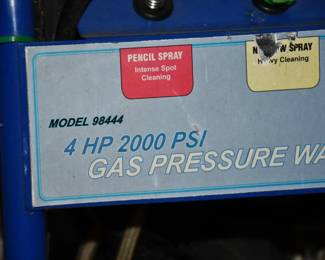 PENCIL SPRAY
Intense Spot
Cleaning
SPRAY
Heavy Cleaning
MODEL 98444
4 HP 2000 PSI
GAS PRESSURE WA